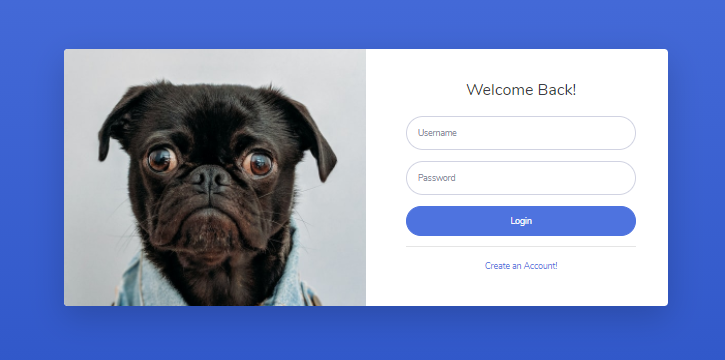 Welcome Back!
Username
Password
Login
Create an Account!